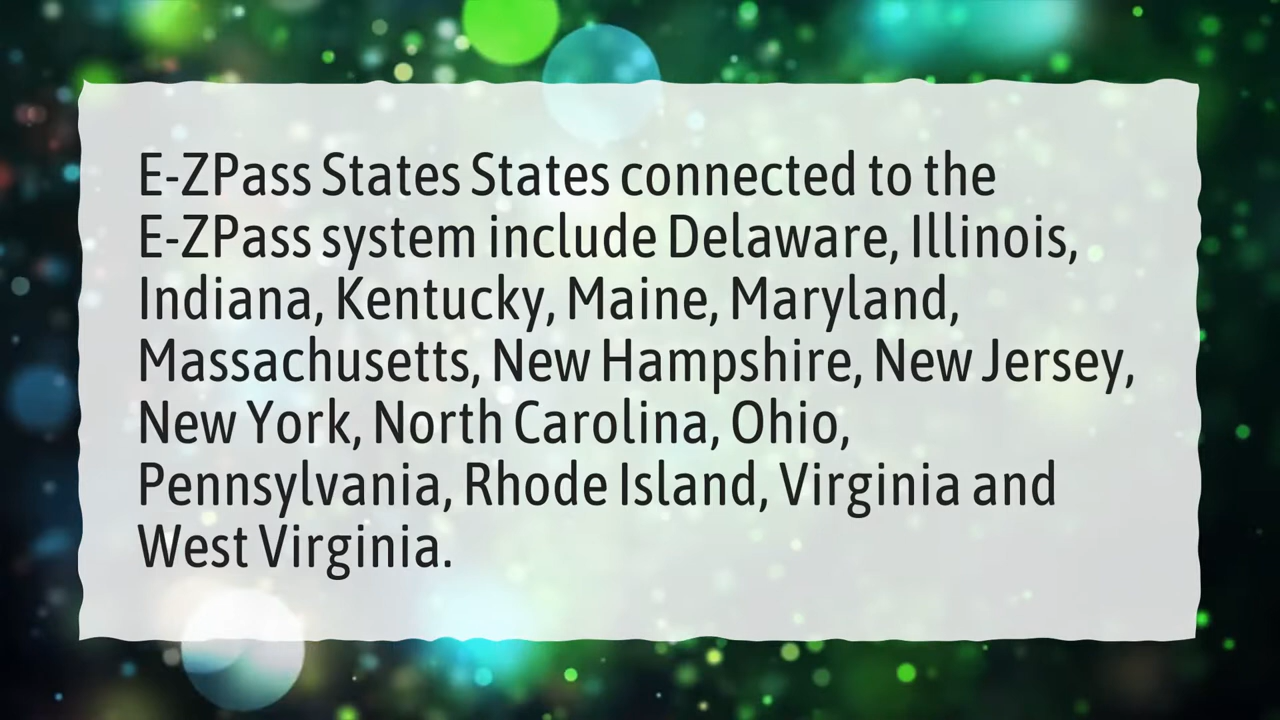 E-ZPass States States connected to the
E-ZPass system include Delaware, Illinois,
Indiana, Kentucky, Maine, Maryland,
Massachusetts, New Hampshire, New Jersey,
New York, North Carolina, Ohio,
Pennsylvania, Rhode Island, Virginia and
West Virginia.